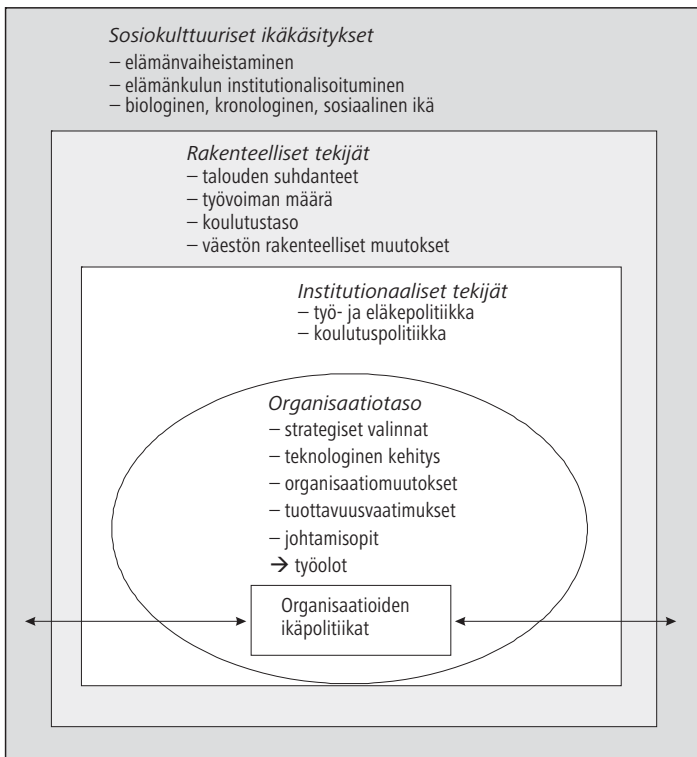 Sosiokulttuuriset ikäkäsitykset
– elämänvaiheistaminen
– elämänkulun institutionalisoituminen
– biologinen, kronologinen, sosiaalinen ikä
Rakenteelliset tekijät
– talouden suhdanteet
– työvoiman määrä
– koulutustaso
– väestön rakenteelliset muutokset
Institutionaaliset tekijät
– työ- ja eläkepolitiikka
– koulutuspolitiikka
Organisaatiotaso
– strategiset valinnat
– teknologinen kehitys
– organisaatiomuutokset
– tuottavuusvaatimukset
– johtamisopit
→ työolot
Organisaatioiden
ikäpolitiikat